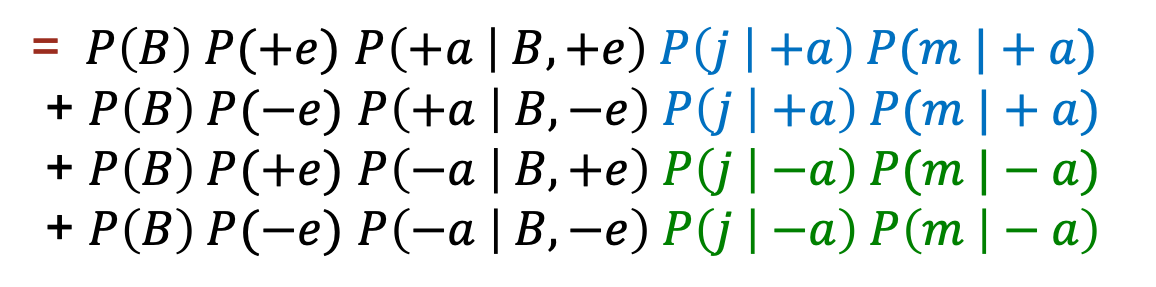 = P(B) P(+e) P(+a | B, +e) P(j | +a) P(m | + a)
+ P(B) P(−e) P(+a | B, −e) P(j | +a) P(m | + a)
+ P(B) P(+e) P(−a | B, +e) P(j | −a) P(m | − a)
+ P(B) P(−e) P(−a | B, −e) P(j | −a) P(m | − a)